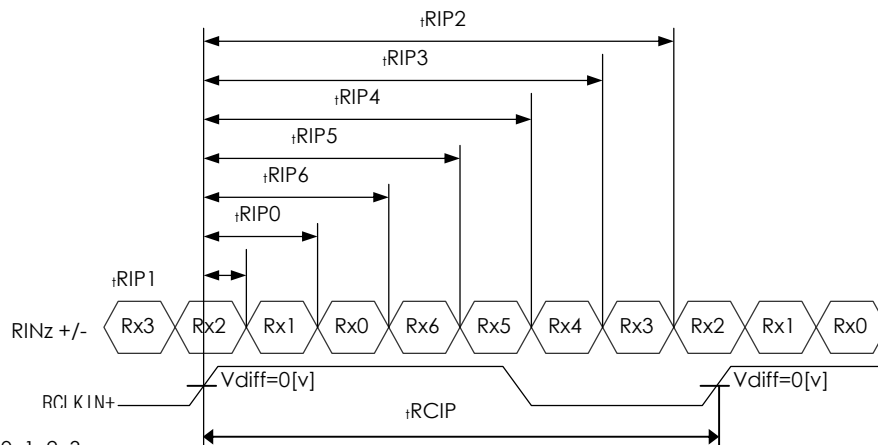 tRIP2
tRIP3
tRIP4
tRIP5
tRIP6
tRIP0
tRIP1
RINz +/- Rx3 Rx2 Rx1 Rx0 Rx6 Rx5 Rx4 Rx3 Rx2 Rx1 Rx0
Vdiff=0[v] Vdiff=0[v]
RCLKIN+
tRCIP